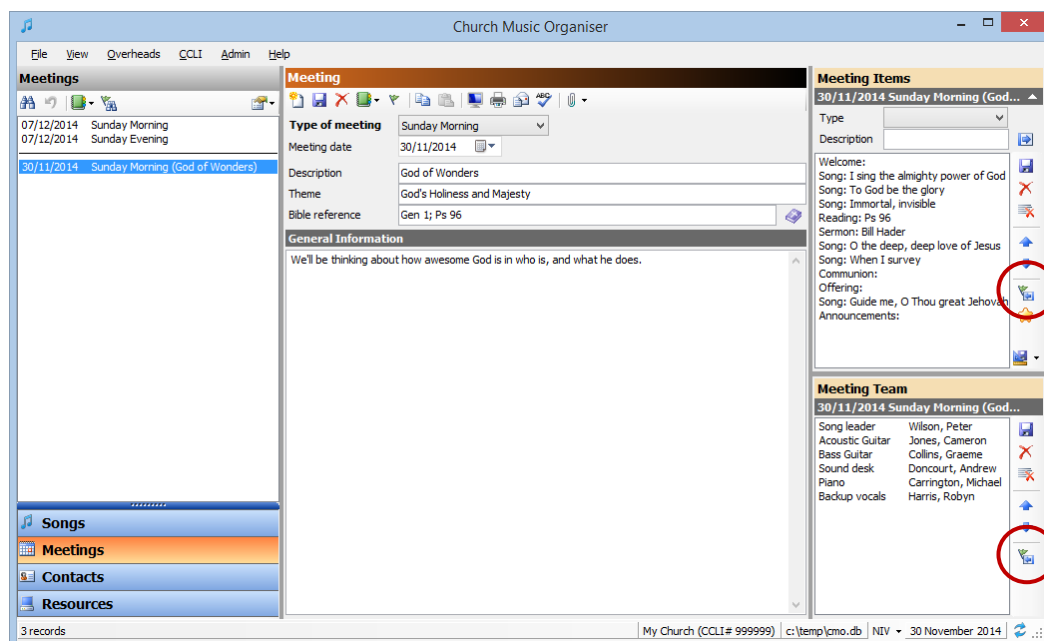 Church Music Organiser
File View Overheads CCLI Admin Help
Meetings
07/12/2014 Sunday Morning
07/12/2014 Sunday Evening
30/11/2014 Sunday Morning (God of Wonders)
Songs
Meetings
Contacts
Resources
Meeting
ABC
Type of meeting Sunday Morning
Meeting date 30/11/2014
Description God of Wonders
Theme God's Holiness and Majesty
Bible reference Gen 1; Ps 96
General Information
We'll be thinking about how awesome God is in who is, and what he does.
Meeting Items
30/11/2014 Sunday Morning (God...
Type
Description
Welcome:
Song: I sing the almighty power of God
Song: To God be the glory
Song: Immortal, invisible
Reading: Ps 96
Sermon: Bill Hader
Song: O the deep, deep love of Jesus
Song: When I survey
Communion:
Offering:
Song: Guide me, O Thou great Jehovah
Announcements:
Meeting Team
30/11/2014 Sunday Morning (God...
Song leader Wilson, Peter
Acoustic Guitar Jones, Cameron
Bass Guitar Collins, Graeme
Sound desk Doncourt, Andrew
Piano Carrington, Michael
Backup vocals Harris, Robyn
3 records My Church (CCLI# 999999) c:\temp\cmo.db NIV 30 November 2014